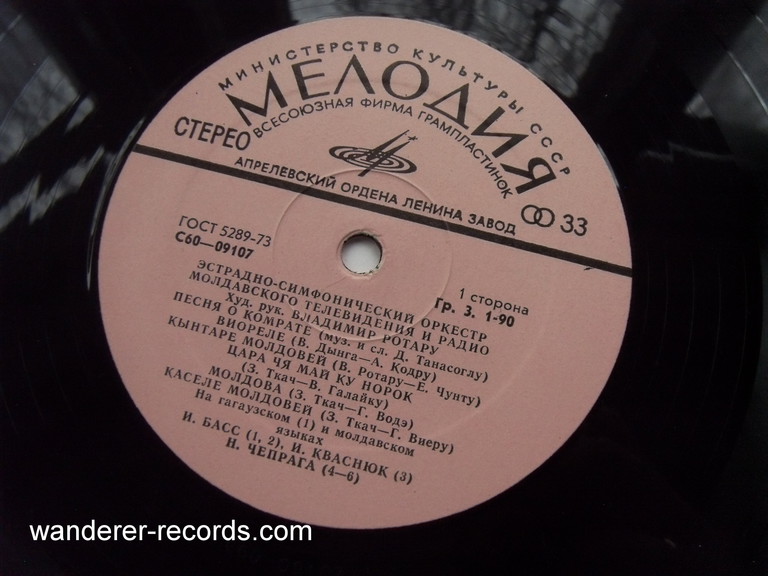 МИНИСТЕРСТВО КУЛЬТУРЫ СССР
МЕЛОДИЯ
ВСЕСОЮЗНАЯ ФИРМА ГРАМПЛАСТИНОК
СТЕРЕО
АПРЕЛЕВСКИЙ ОРДЕНА ЛЕНИНА ЗАВОД
33
ГОСТ 5289-73
С60—09107
1 сторона
Гр. 3. 1-90
ЭСТРАДНО-СИМФОНИЧЕСКИЙ ОРКЕСТР
МОЛДАВСКОГО ТЕЛЕВИДЕНИЯ И РАДИО
Худ. рук. ВЛАДИМИР РОТАРУ
ПЕСНЯ О КОМРАТЕ (муз. и сл. Д. Танасоглу)
ВИОРЕЛЕ (В. Дынга—А. Кодру)
КЫНТАРЕ МОЛДОВЕЙ (В. Ротару—Е. Чунту)
ЦАРА ЧЯ МАЙ КУ НОРОК
(З. Ткач—В. Галайку)
МОЛДОВА (З. Ткач—Г. Водэ)
КАСЕЛЕ МОЛДОВЕЙ (З. Ткач—Г. Виеру)
На гагаузском (1) и молдавском
языках
И. БАСС (1, 2), И. КВАСНЮК (3)
Н. ЧЕПРАГА (4—6)
wanderer-records.com